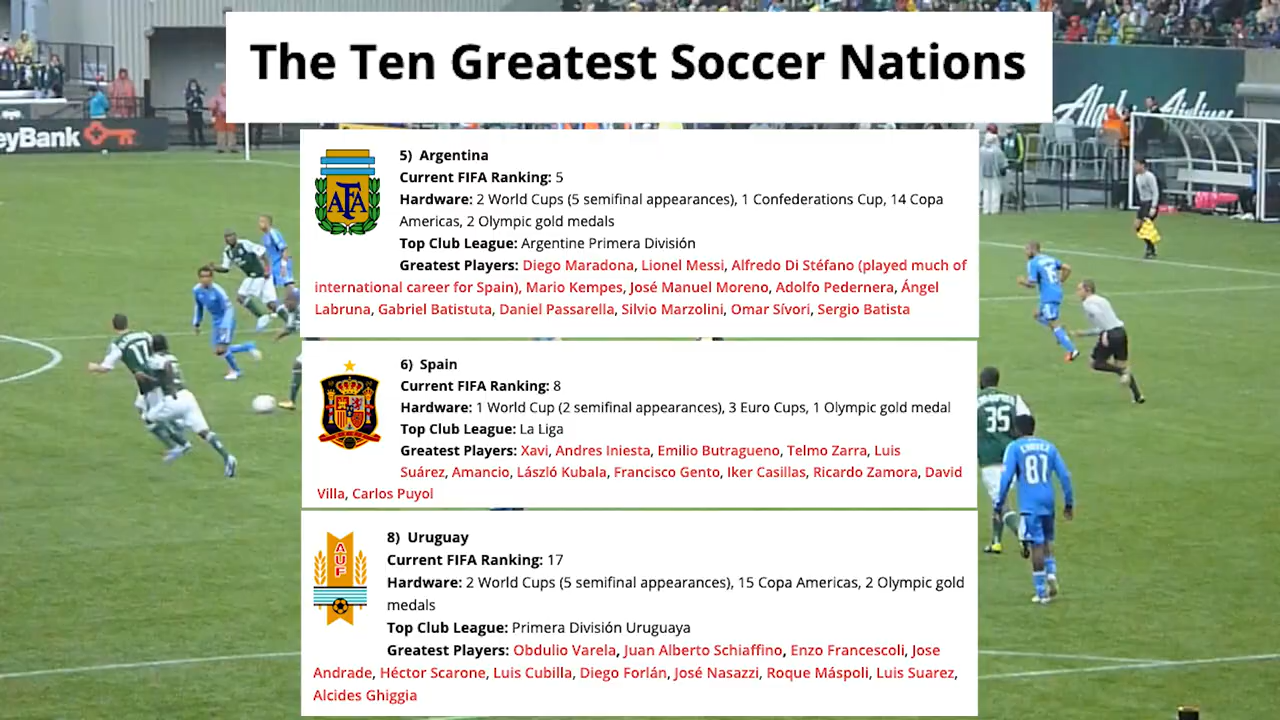 The Ten Greatest Soccer Nations
eyBank
Alaska Airlines
5) Argentina
Current FIFA Ranking: 5
Hardware: 2 World Cups (5 semifinal appearances), 1 Confederations Cup, 14 Copa
Americas, 2 Olympic gold medals
Top Club League: Argentine Primera División
Greatest Players: Diego Maradona, Lionel Messi, Alfredo Di Stéfano (played much of
international career for Spain), Mario Kempes, José Manuel Moreno, Adolfo Pedernera, Ángel
Labruna, Gabriel Batistuta, Daniel Passarella, Silvio Marzolini, Omar Sívori, Sergio Batista
AFA
6) Spain
Current FIFA Ranking: 8
Hardware: 1 World Cup (2 semifinal appearances), 3 Euro Cups, 1 Olympic gold medal
Top Club League: La Liga
Greatest Players: Xavi, Andres Iniesta, Emilio Butragueno, Telmo Zarra, Luis
Suárez, Amancio, László Kubala, Francisco Gento, Iker Casillas, Ricardo Zamora, David
Villa, Carlos Puyol
8) Uruguay
Current FIFA Ranking: 17
Hardware: 2 World Cups (5 semifinal appearances), 15 Copa Americas, 2 Olympic gold
medals
Top Club League: Primera División Uruguaya
Greatest Players: Obdulio Varela, Juan Alberto Schiaffino, Enzo Francescoli, Jose
Andrade, Héctor Scarone, Luis Cubilla, Diego Forlán, José Nasazzi, Roque Máspoli, Luis Suarez,
Alcides Ghiggia
AUF
17
35
87